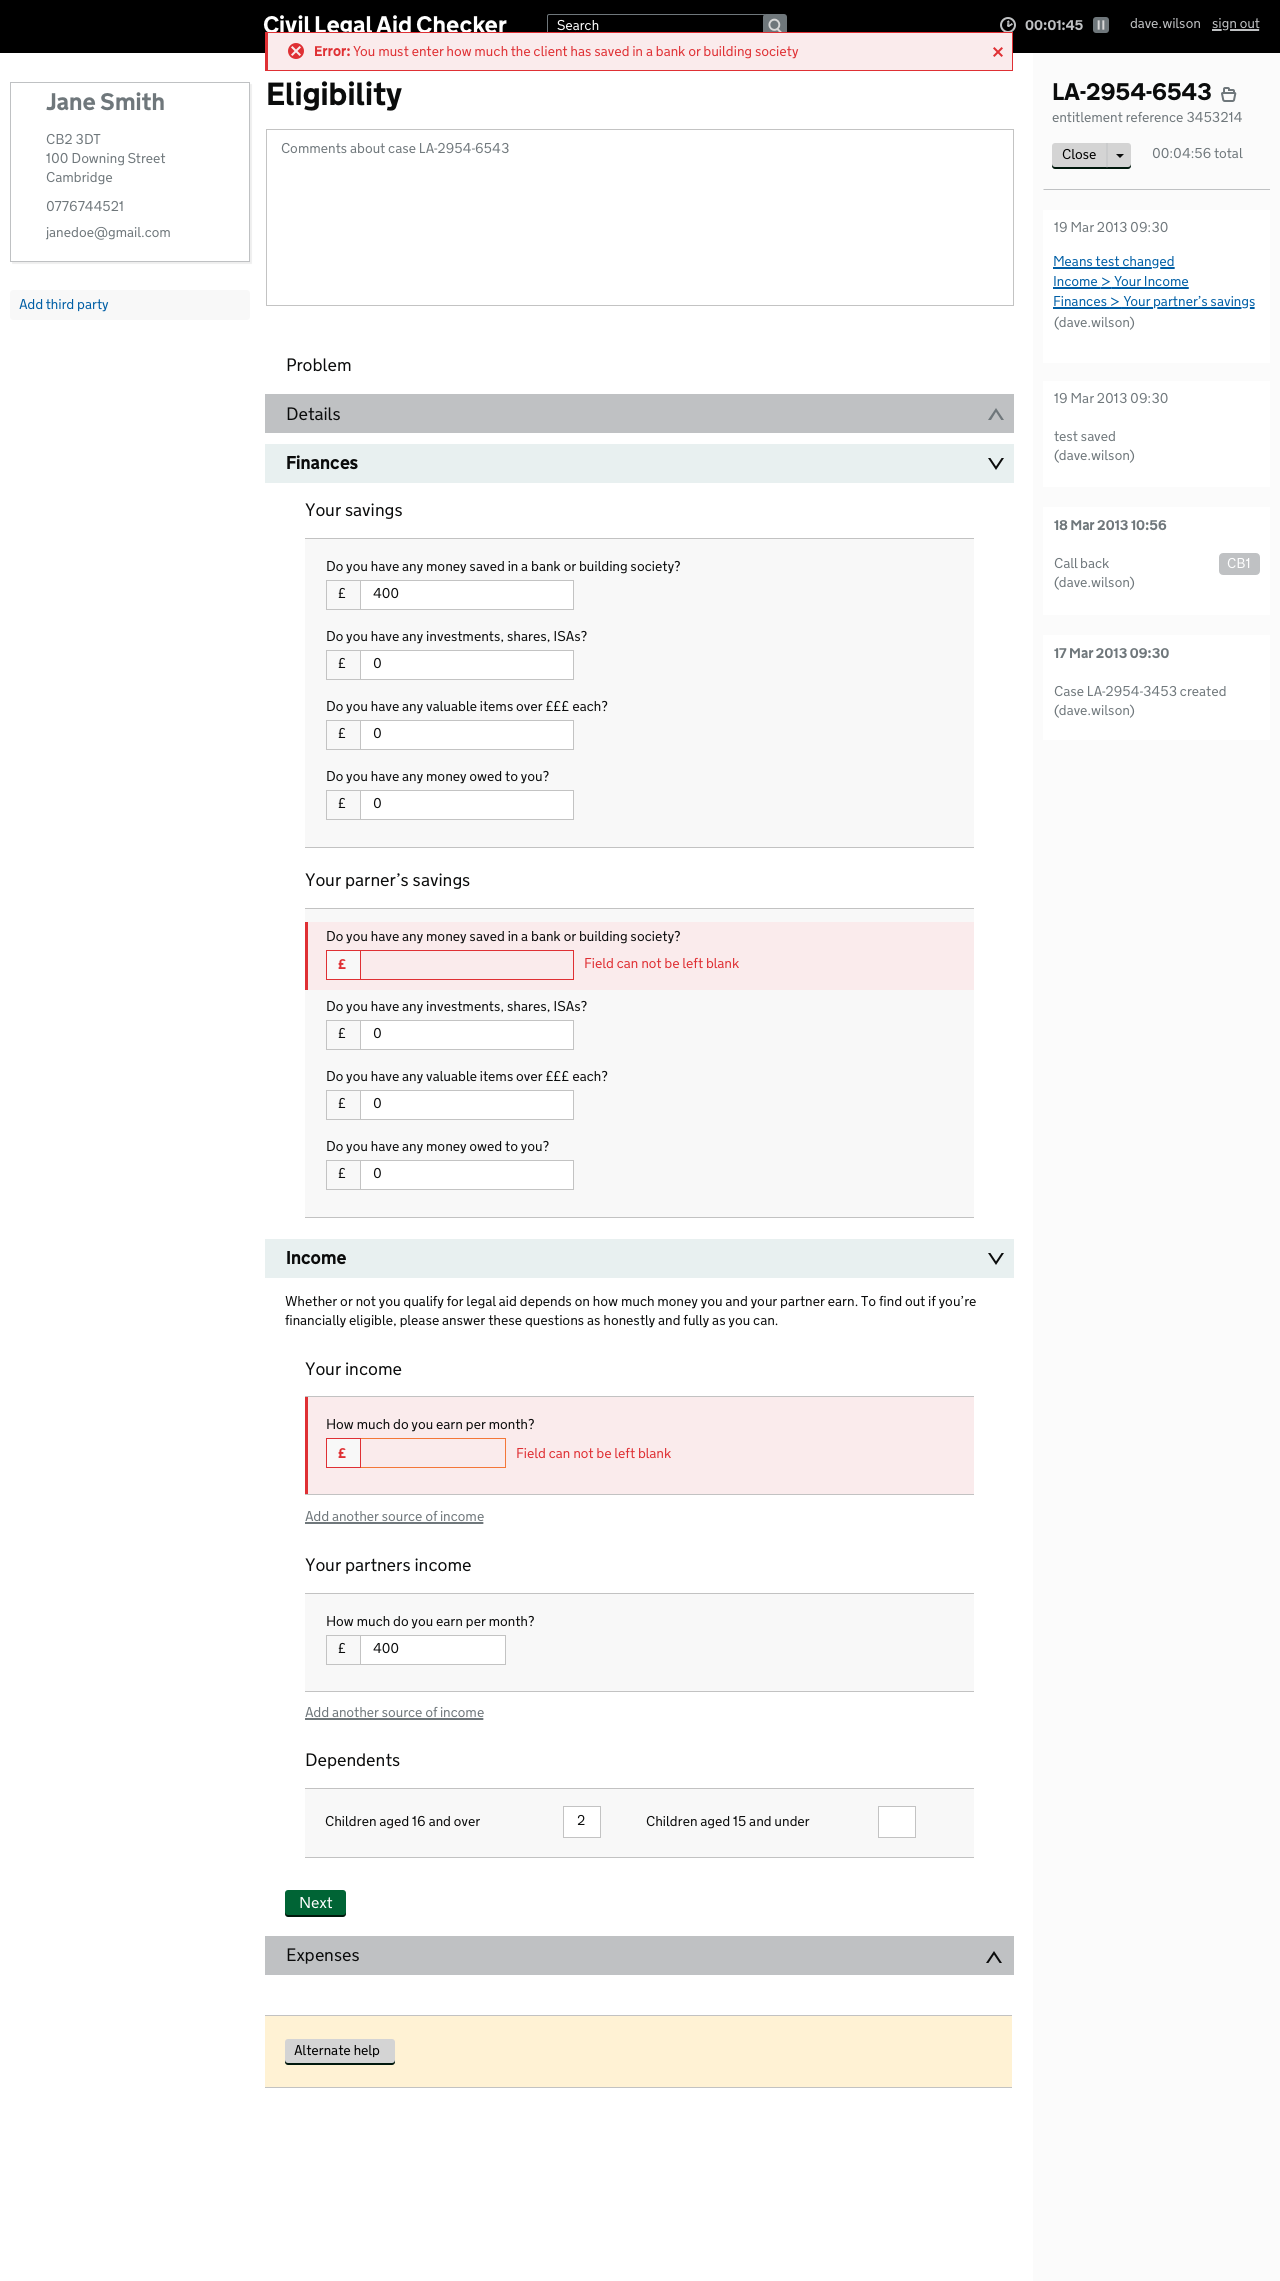 Civil Legal Aid Checker
Search
00:01:45
dave.wilson sign out
Error: You must enter how much the client has saved in a bank or building society
Jane Smith
CB2 3DT
100 Downing Street
Cambridge
0776744521
janedoe@gmail.com
Add third party
Eligibility
Comments about case LA-2954-6543
Problem
Details
Finances
Your savings
Do you have any money saved in a bank or building society?
£ 400
Do you have any investments, shares, ISAs?
£ 0
Do you have any valuable items over £££ each?
£ 0
Do you have any money owed to you?
£ 0
Your parner's savings
Do you have any money saved in a bank or building society?
£ Field can not be left blank
Do you have any investments, shares, ISAs?
£ 0
Do you have any valuable items over £££ each?
£ 0
Do you have any money owed to you?
£ 0
Income
Whether or not you qualify for legal aid depends on how much money you and your partner earn. To find out if you're
financially eligible, please answer these questions as honestly and fully as you can.
Your income
How much do you earn per month?
£ Field can not be left blank
Add another source of income
Your partners income
How much do you earn per month?
£ 400
Add another source of income
Dependents
Children aged 16 and over 2 Children aged 15 and under
Next
Expenses
Alternate help
LA-2954-6543
entitlement reference 3453214
Close 00:04:56 total
19 Mar 2013 09:30
Means test changed
Income > Your Income
Finances > Your partner's savings
(dave.wilson)
19 Mar 2013 09:30
test saved
(dave.wilson)
18 Mar 2013 10:56
Call back CB1
(dave.wilson)
17 Mar 2013 09:30
Case LA-2954-3453 created
(dave.wilson)